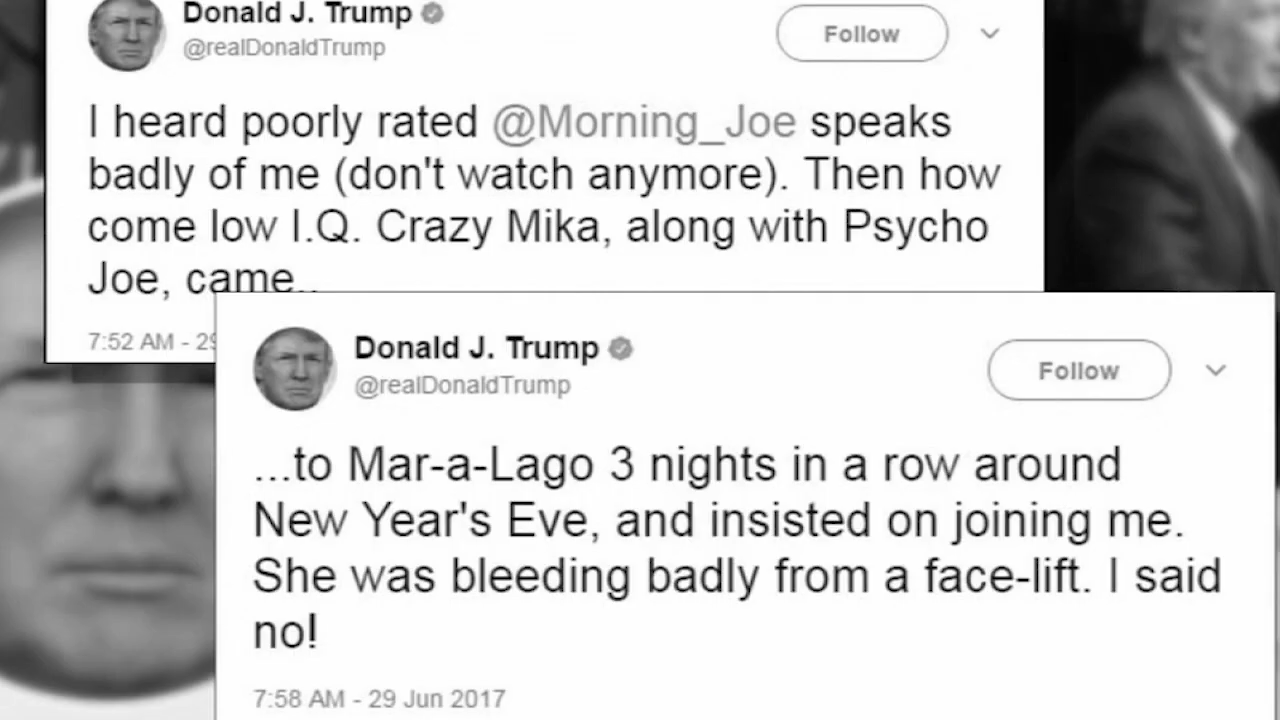 Donald J. Trump
@realDonaldTrump
Follow
I heard poorly rated @Morning_Joe speaks
badly of me (don't watch anymore). Then how
come low I.Q. Crazy Mika, along with Psycho
Joe, came..
7:52 AM - 29
Donald J. Trump
@realDonaldTrump
Follow
...to Mar-a-Lago 3 nights in a row around
New Year's Eve, and insisted on joining me.
She was bleeding badly from a face-lift. I said
no!
7:58 AM - 29 Jun 2017